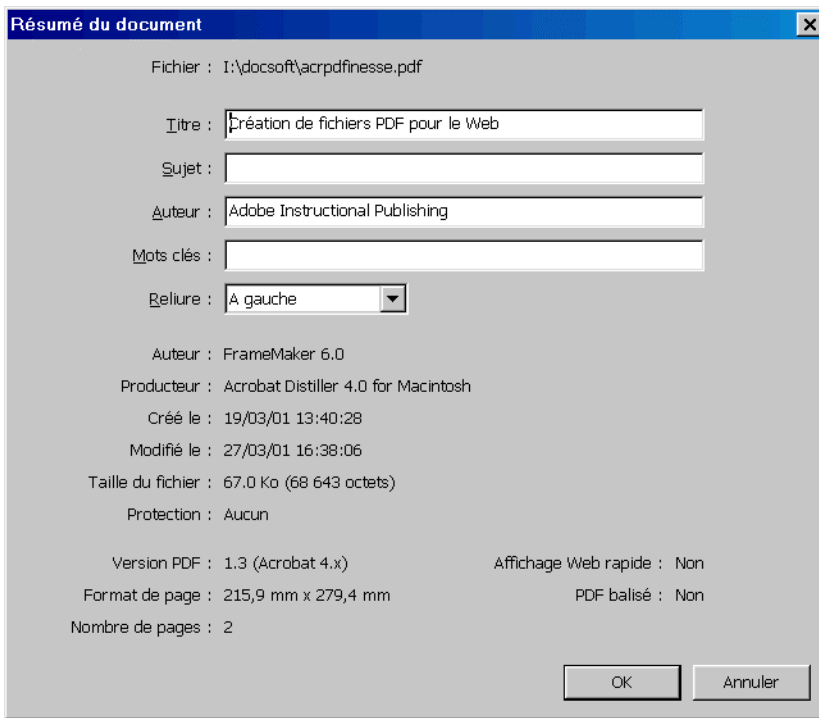 Résumé du document
Fichier : I:\docsoft\acrpdfinesse.pdf
Titre : Création de fichiers PDF pour le Web
Sujet :
Auteur : Adobe Instructional Publishing
Mots clés :
Reliure : A gauche
Auteur : FrameMaker 6.0
Producteur : Acrobat Distiller 4.0 for Macintosh
Créé le : 19/03/01 13:40:28
Modifié le : 27/03/01 16:38:06
Taille du fichier : 67.0 Ko (68 643 octets)
Protection : Aucun
Version PDF : 1.3 (Acrobat 4.x) Affichage Web rapide : Non
Format de page : 215,9 mm x 279,4 mm PDF balisé : Non
Nombre de pages : 2
OK Annuler